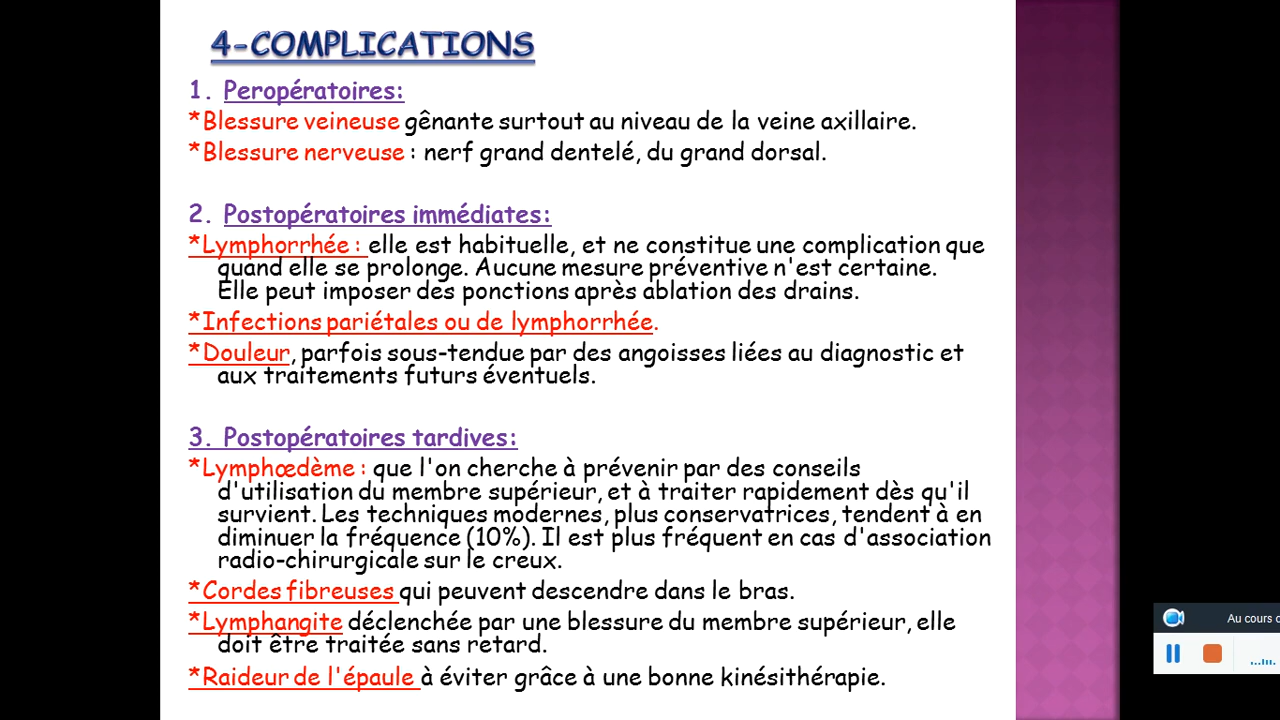 4-COMPLICATIONS
1. Peropératoires:
*Blessure veineuse gênante surtout au niveau de la veine axillaire.
*Blessure nerveuse : nerf grand dentelé, du grand dorsal.
2. Postopératoires immédiates:
*Lymphorrhée : elle est habituelle, et ne constitue une complication que
quand elle se prolonge. Aucune mesure préventive n'est certaine.
Elle peut imposer des ponctions après ablation des drains.
*Infections pariétales ou de lymphorrhée.
*Douleur, parfois sous-tendue par des angoisses liées au diagnostic et
aux traitements futurs éventuels.
3. Postopératoires tardives:
*Lymphœdème : que l'on cherche à prévenir par des conseils
d'utilisation du membre supérieur, et à traiter rapidement dès qu'il
survient. Les techniques modernes, plus conservatrices, tendent à en
diminuer la fréquence (10%). Il est plus fréquent en cas d'association
radio-chirurgicale sur le creux.
*Cordes fibreuses qui peuvent descendre dans le bras.
*Lymphangite déclenchée par une blessure du membre supérieur, elle
doit être traitée sans retard.
*Raideur de l'épaule à éviter grâce à une bonne kinésithérapie.
Au cours